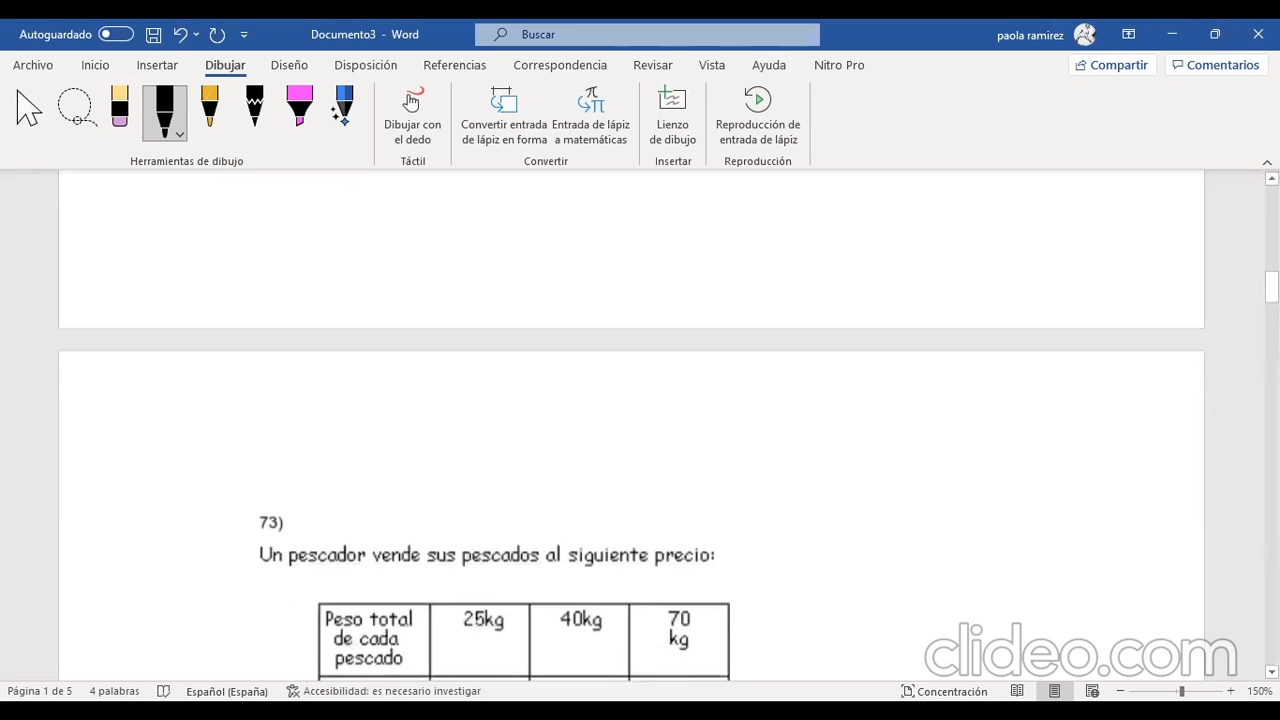 Autoguardado
Documento3 - Word
Buscar
paola ramirez
Archivo Inicio Insertar Dibujar Diseño Disposición Referencias Correspondencia Revisar Vista Ayuda Nitro Pro
Compartir Comentarios
Dibujar con el dedo
Convertir entrada de lápiz en forma
Entrada de lápiz a matemáticas
Lienzo de dibujo
Reproducción de entrada de lápiz
Herramientas de dibujo Táctil Convertir Insertar Reproducción
73)
Un pescador vende sus pescados al siguiente precio:
Peso total de cada pescado 25kg 40kg 70 kg
clideo.com
Página 1 de 5 4 palabras Español (España) Accesibilidad: es necesario investigar Concentración 150%